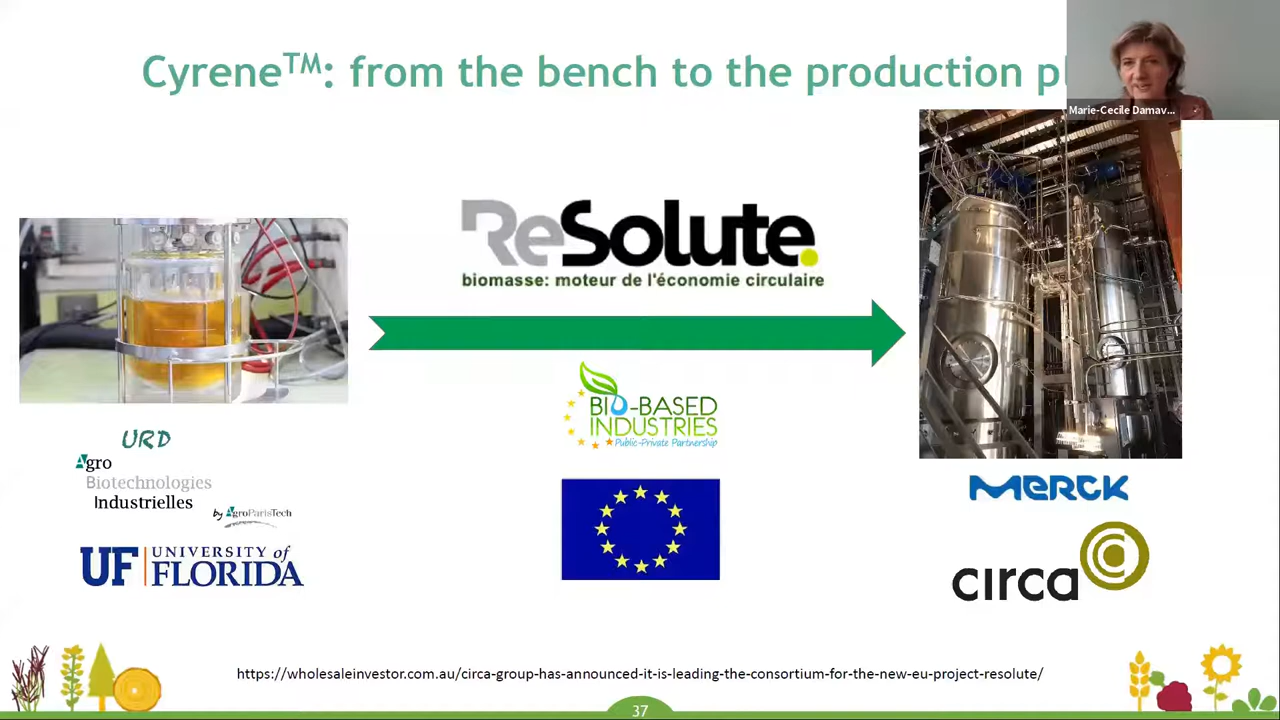 Cyrene™: from the bench to the production
Marie-Cecile Damav...
ReSolute.
biomasse: moteur de l'économie circulaire
BIO-BASED
INDUSTRIES
Public-Private Partnership
URD
Agro
Biotechnologies
Industrielles
by AgroParisTech
UF UNIVERSITY of
FLORIDA
MERCK
circa
https://wholesaleinvestor.com.au/circa-group-has-announced-it-is-leading-the-consortium-for-the-new-eu-project-resolute/
37